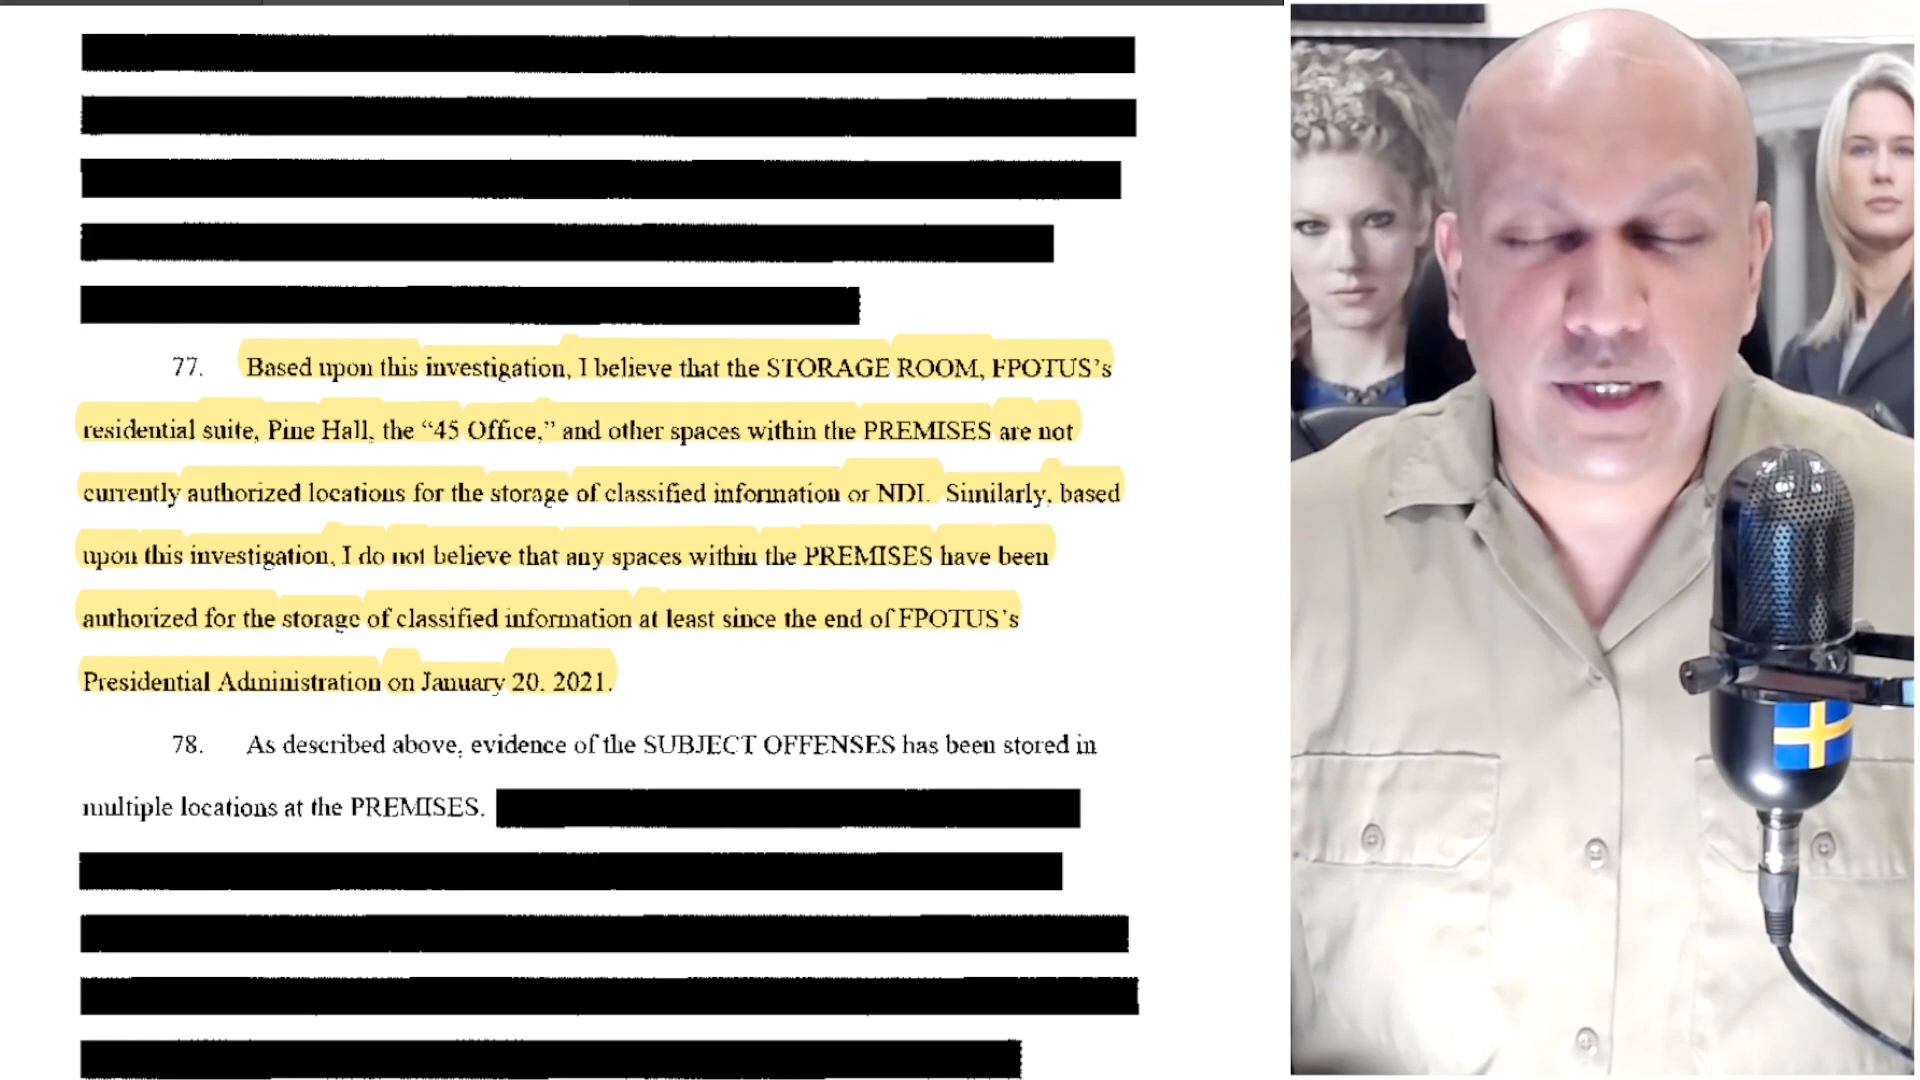 77. Based upon this investigation, I believe that the STORAGE ROOM, FPOTUS's
residential suite, Pine Hall, the “45 Office,” and other spaces within the PREMISES are not
currently authorized locations for the storage of classified information or NDI. Similarly, based
upon this investigation, I do not believe that any spaces within the PREMISES have been
authorized for the storage of classified information at least since the end of FPOTUS's
Presidential Administration on January 20, 2021.
78. As described above, evidence of the SUBJECT OFFENSES has been stored in
multiple locations at the PREMISES.